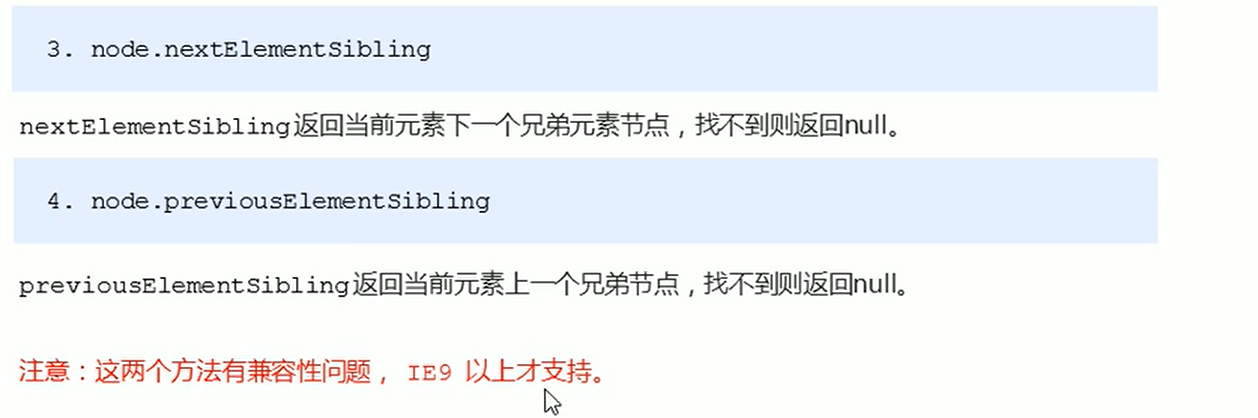 3. node.nextElementSibling
nextElementSibling返回当前元素下一个兄弟元素节点，找不到则返回null。
4. node.previousElementSibling
previousElementSibling返回当前元素上一个兄弟节点，找不到则返回null。
注意：这两个方法有兼容性问题， IE9 以上才支持。